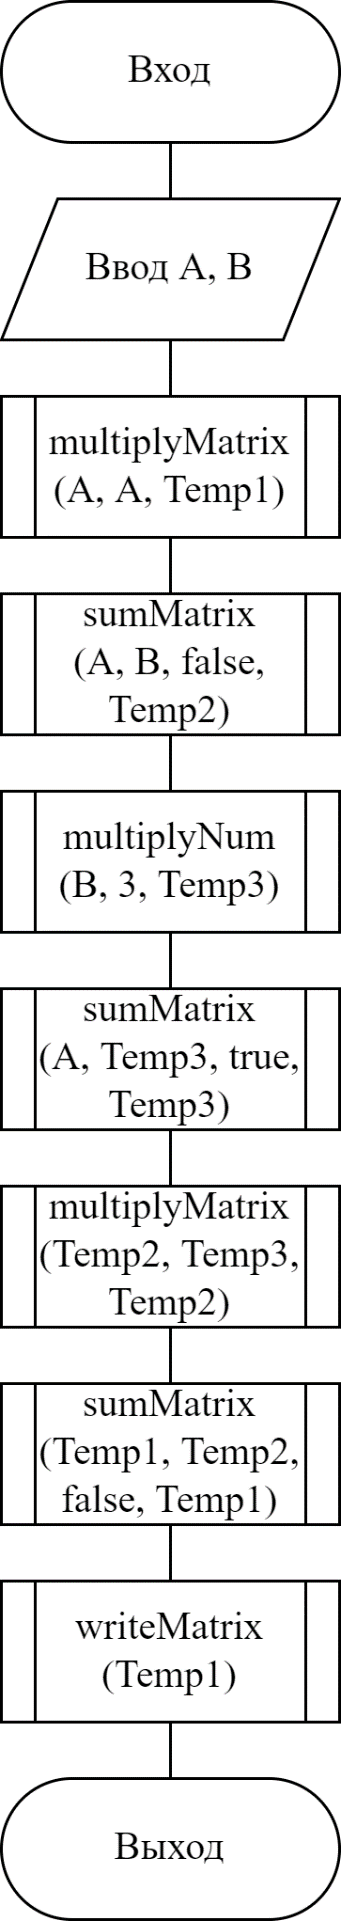 Вход
Ввод A, B
multiplyMatrix
(A, A, Temp1)
sumMatrix
(A, B, false,
Temp2)
multiplyNum
(B, 3, Temp3)
sumMatrix
(A, Temp3, true,
Temp3)
multiplyMatrix
(Temp2, Temp3,
Temp2)
sumMatrix
(Temp1, Temp2,
false, Temp1)
writeMatrix
(Temp1)
Выход